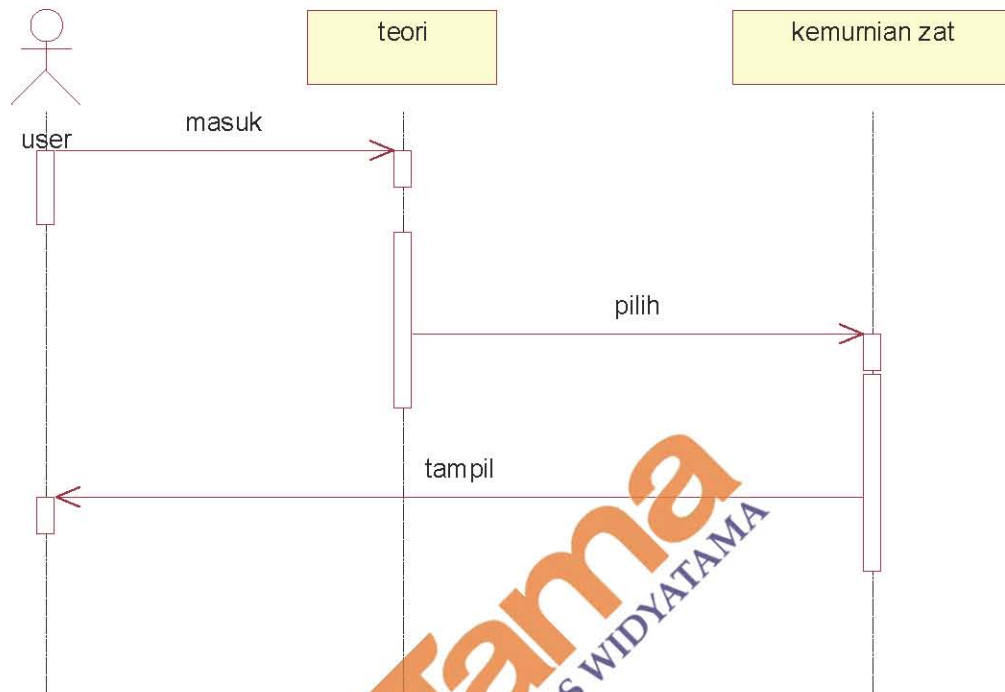 teori
kemurnian zat
user
masuk
pilih
tampil
Tama
S WIDYATAMA